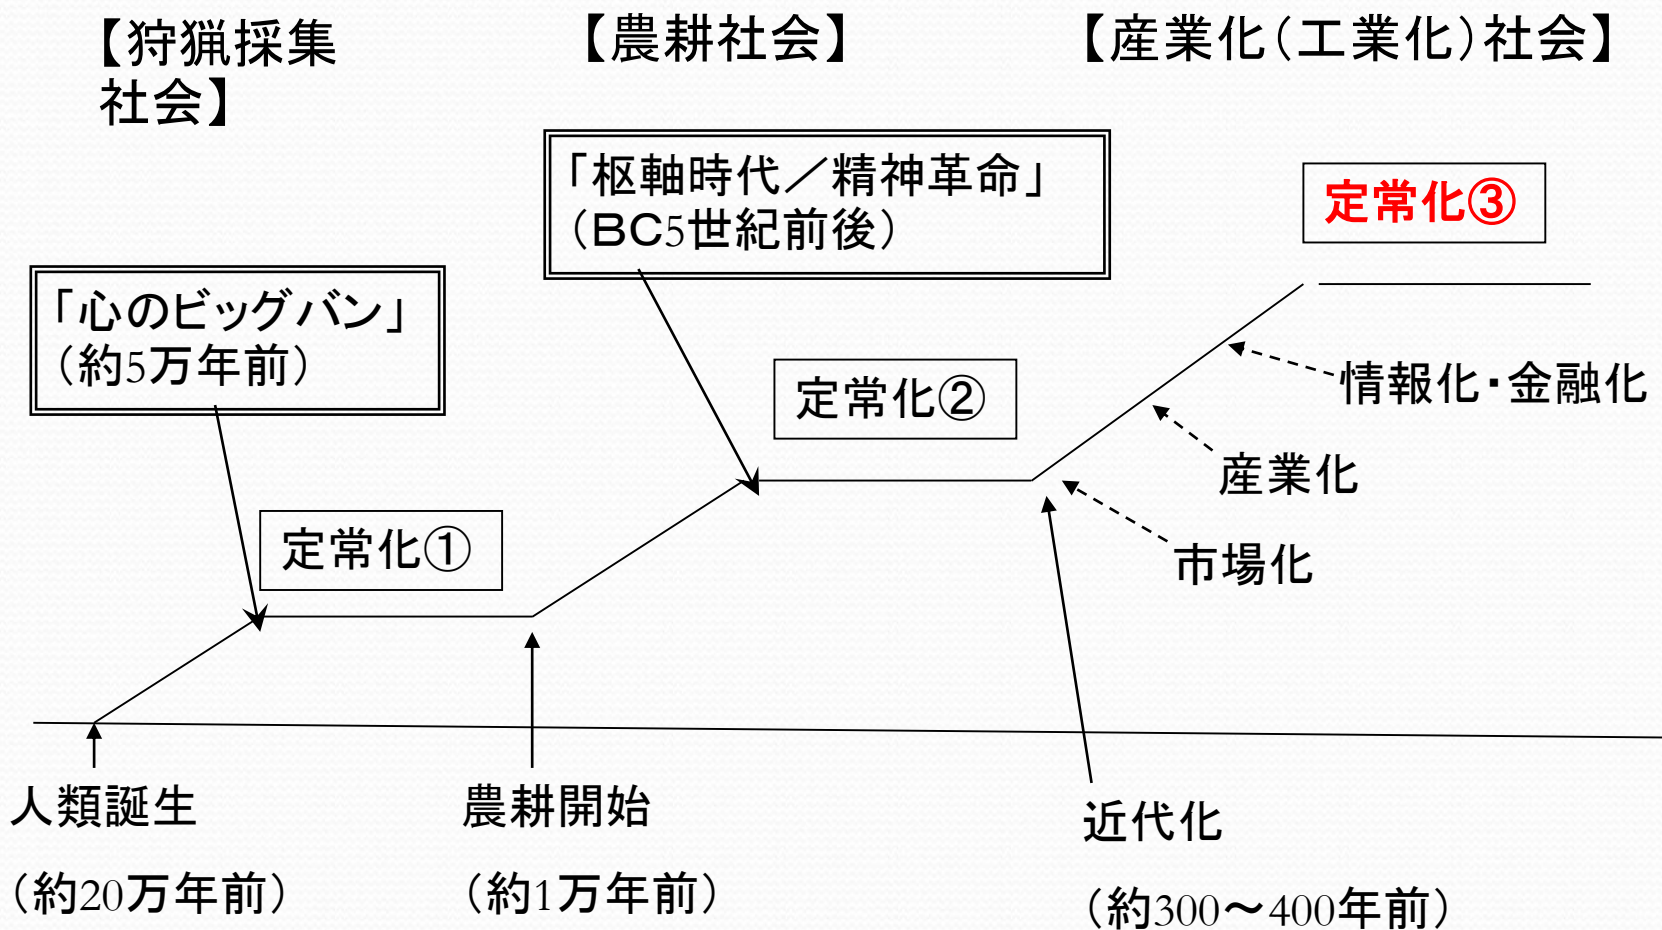 【狩猟採集
社会】
【農耕社会】
【産業化(工業化)社会】
「枢軸時代／精神革命」
(BC5世紀前後)
定常化③
「心のビッグバン」
(約5万年前)
定常化②
情報化・金融化
産業化
定常化①
市場化
人類誕生
(約20万年前)
農耕開始
(約1万年前)
近代化
(約300〜400年前)